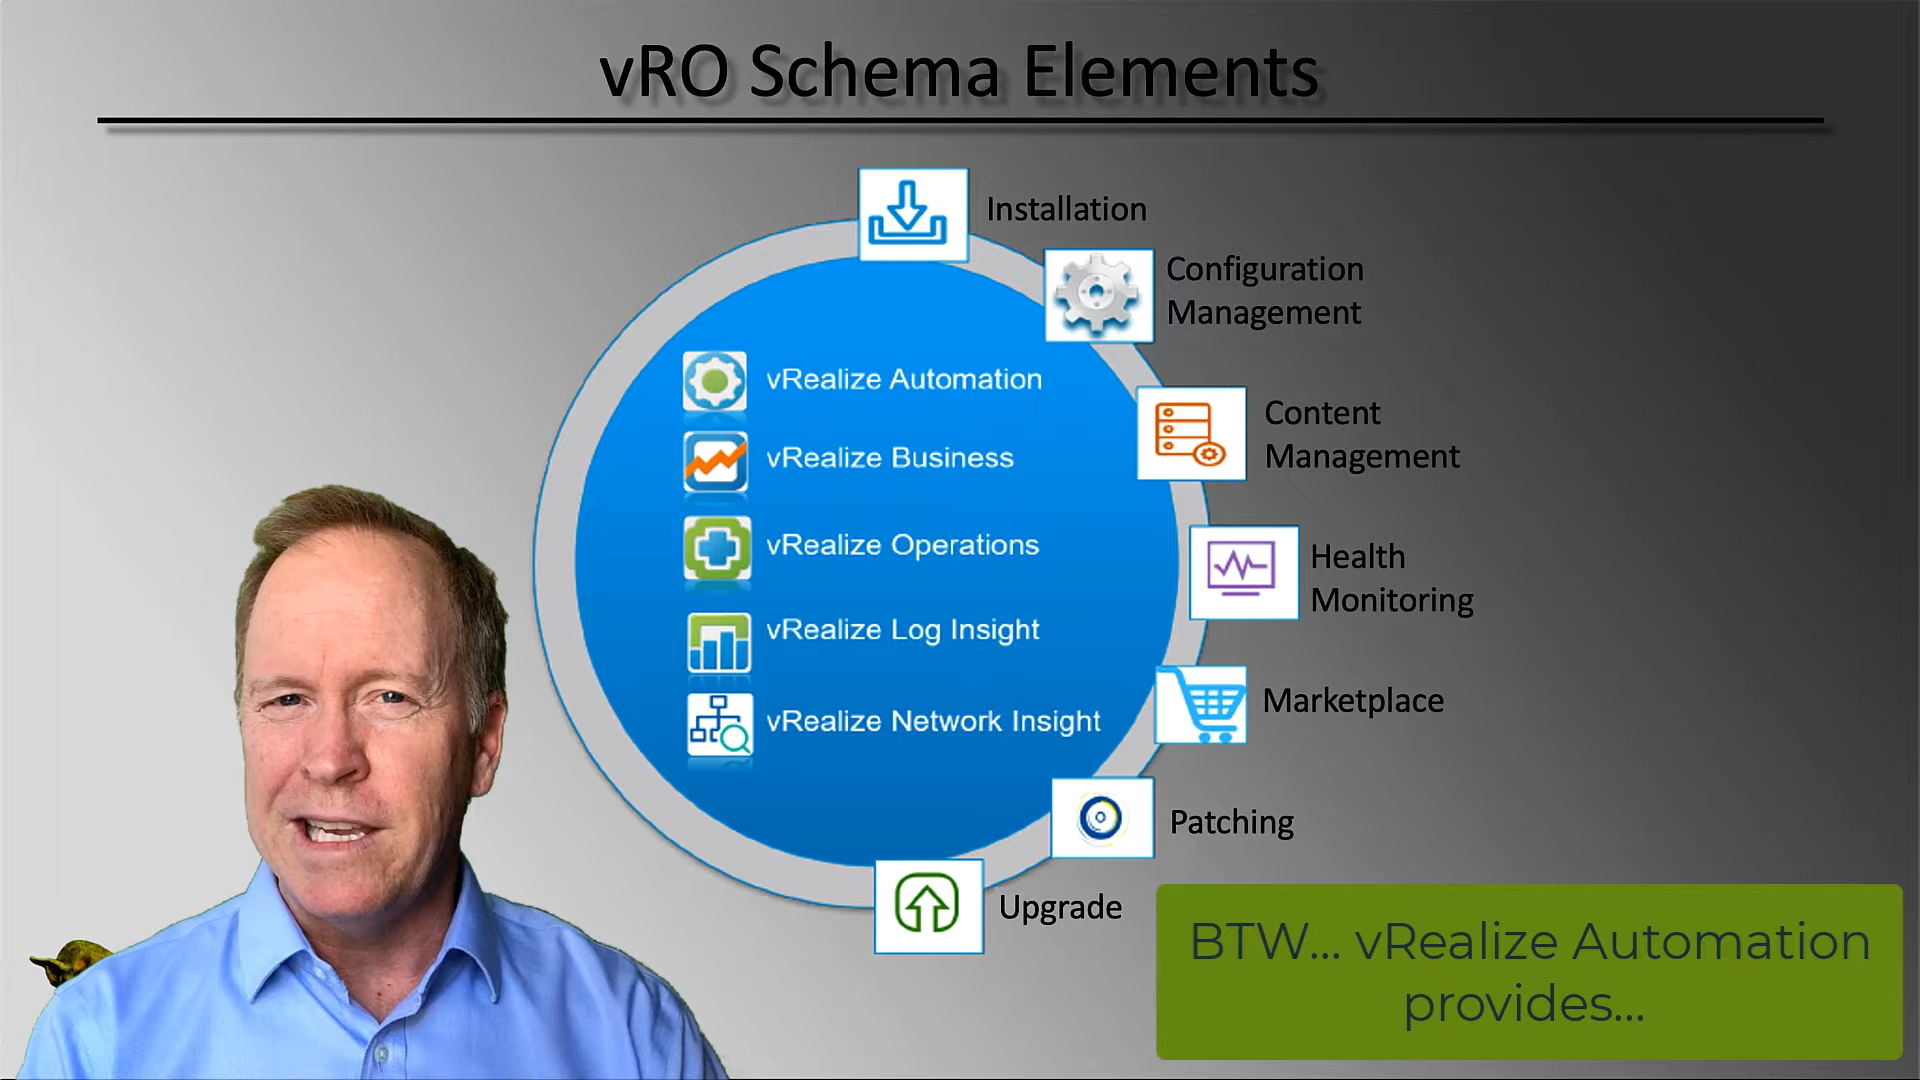 vRO Schema Elements
Installation
Configuration
Management
vRealize Automation
Content
Management
vRealize Business
vRealize Operations
Health
Monitoring
vRealize Log Insight
Marketplace
vRealize Network Insight
Patching
Upgrade
BTW... vRealize Automation
provides...